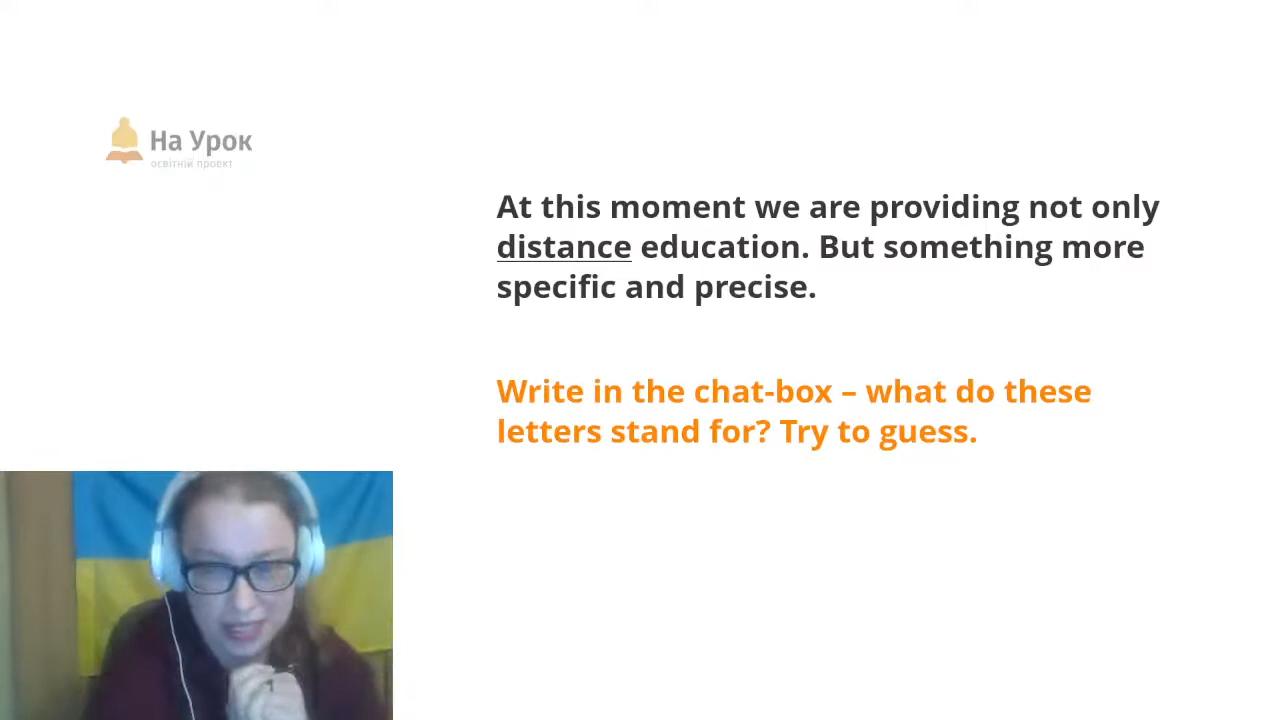 На Урок
освітній проект
At this moment we are providing not only
distance education. But something more
specific and precise.
Write in the chat-box – what do these
letters stand for? Try to guess.